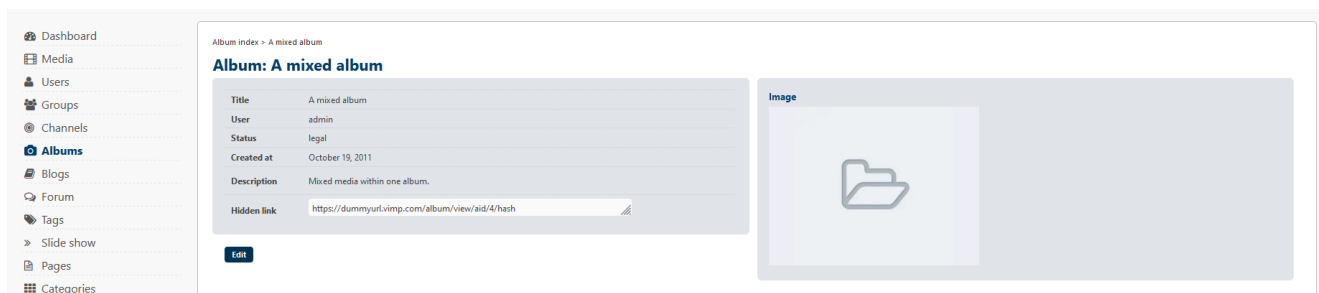 Dashboard
Media
Users
Groups
Channels
Albums
Blogs
Forum
Tags
Slide show
Pages
Categories
Album index > A mixed album
Album: A mixed album
Title A mixed album
User admin
Status legal
Created at October 19, 2011
Description Mixed media within one album.
Hidden link https://dummyurl.vimp.com/album/view/aid/4/hash
Edit
Image